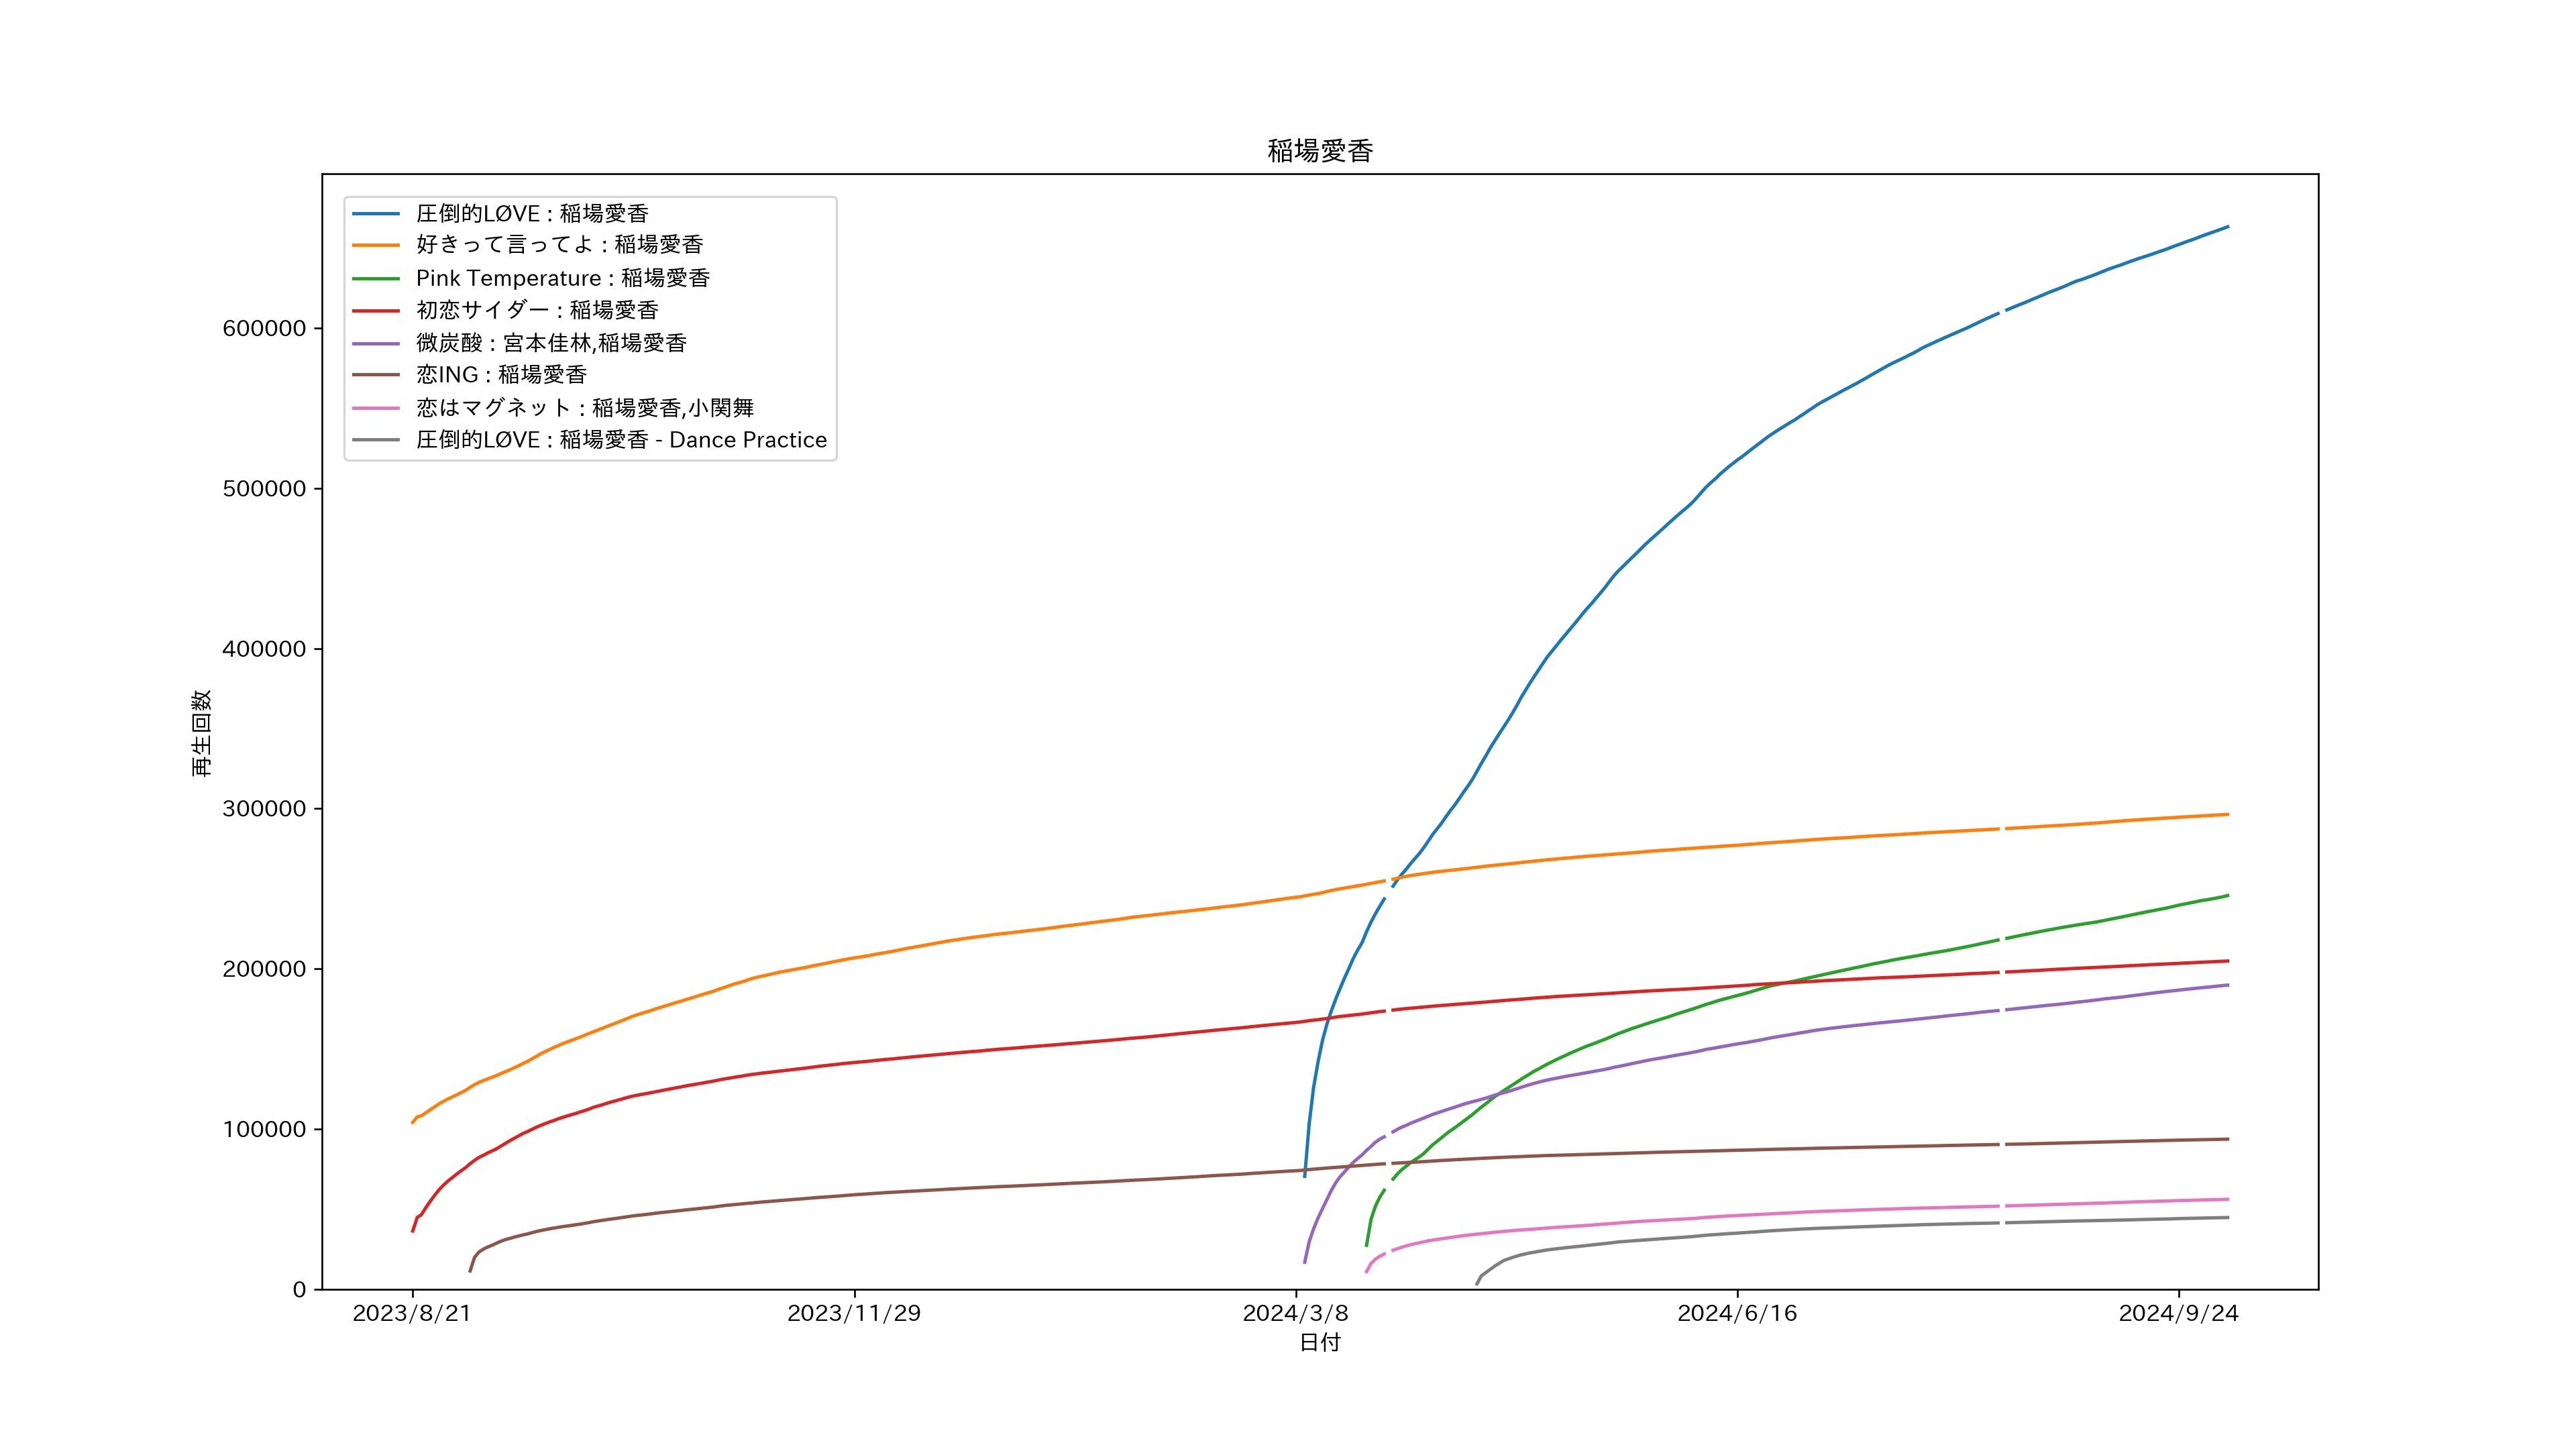 稲場愛香
圧倒的LØVE : 稲場愛香
好きって言ってよ : 稲場愛香
Pink Temperature : 稲場愛香
初恋サイダー : 稲場愛香
微炭酸 : 宮本佳林,稲場愛香
恋ING : 稲場愛香
恋はマグネット : 稲場愛香,小関舞
圧倒的LØVE : 稲場愛香 - Dance Practice
600000
500000
400000
300000
200000
100000
0
再生回数
2023/8/21
2023/11/29
2024/3/8
2024/6/16
2024/9/24
日付